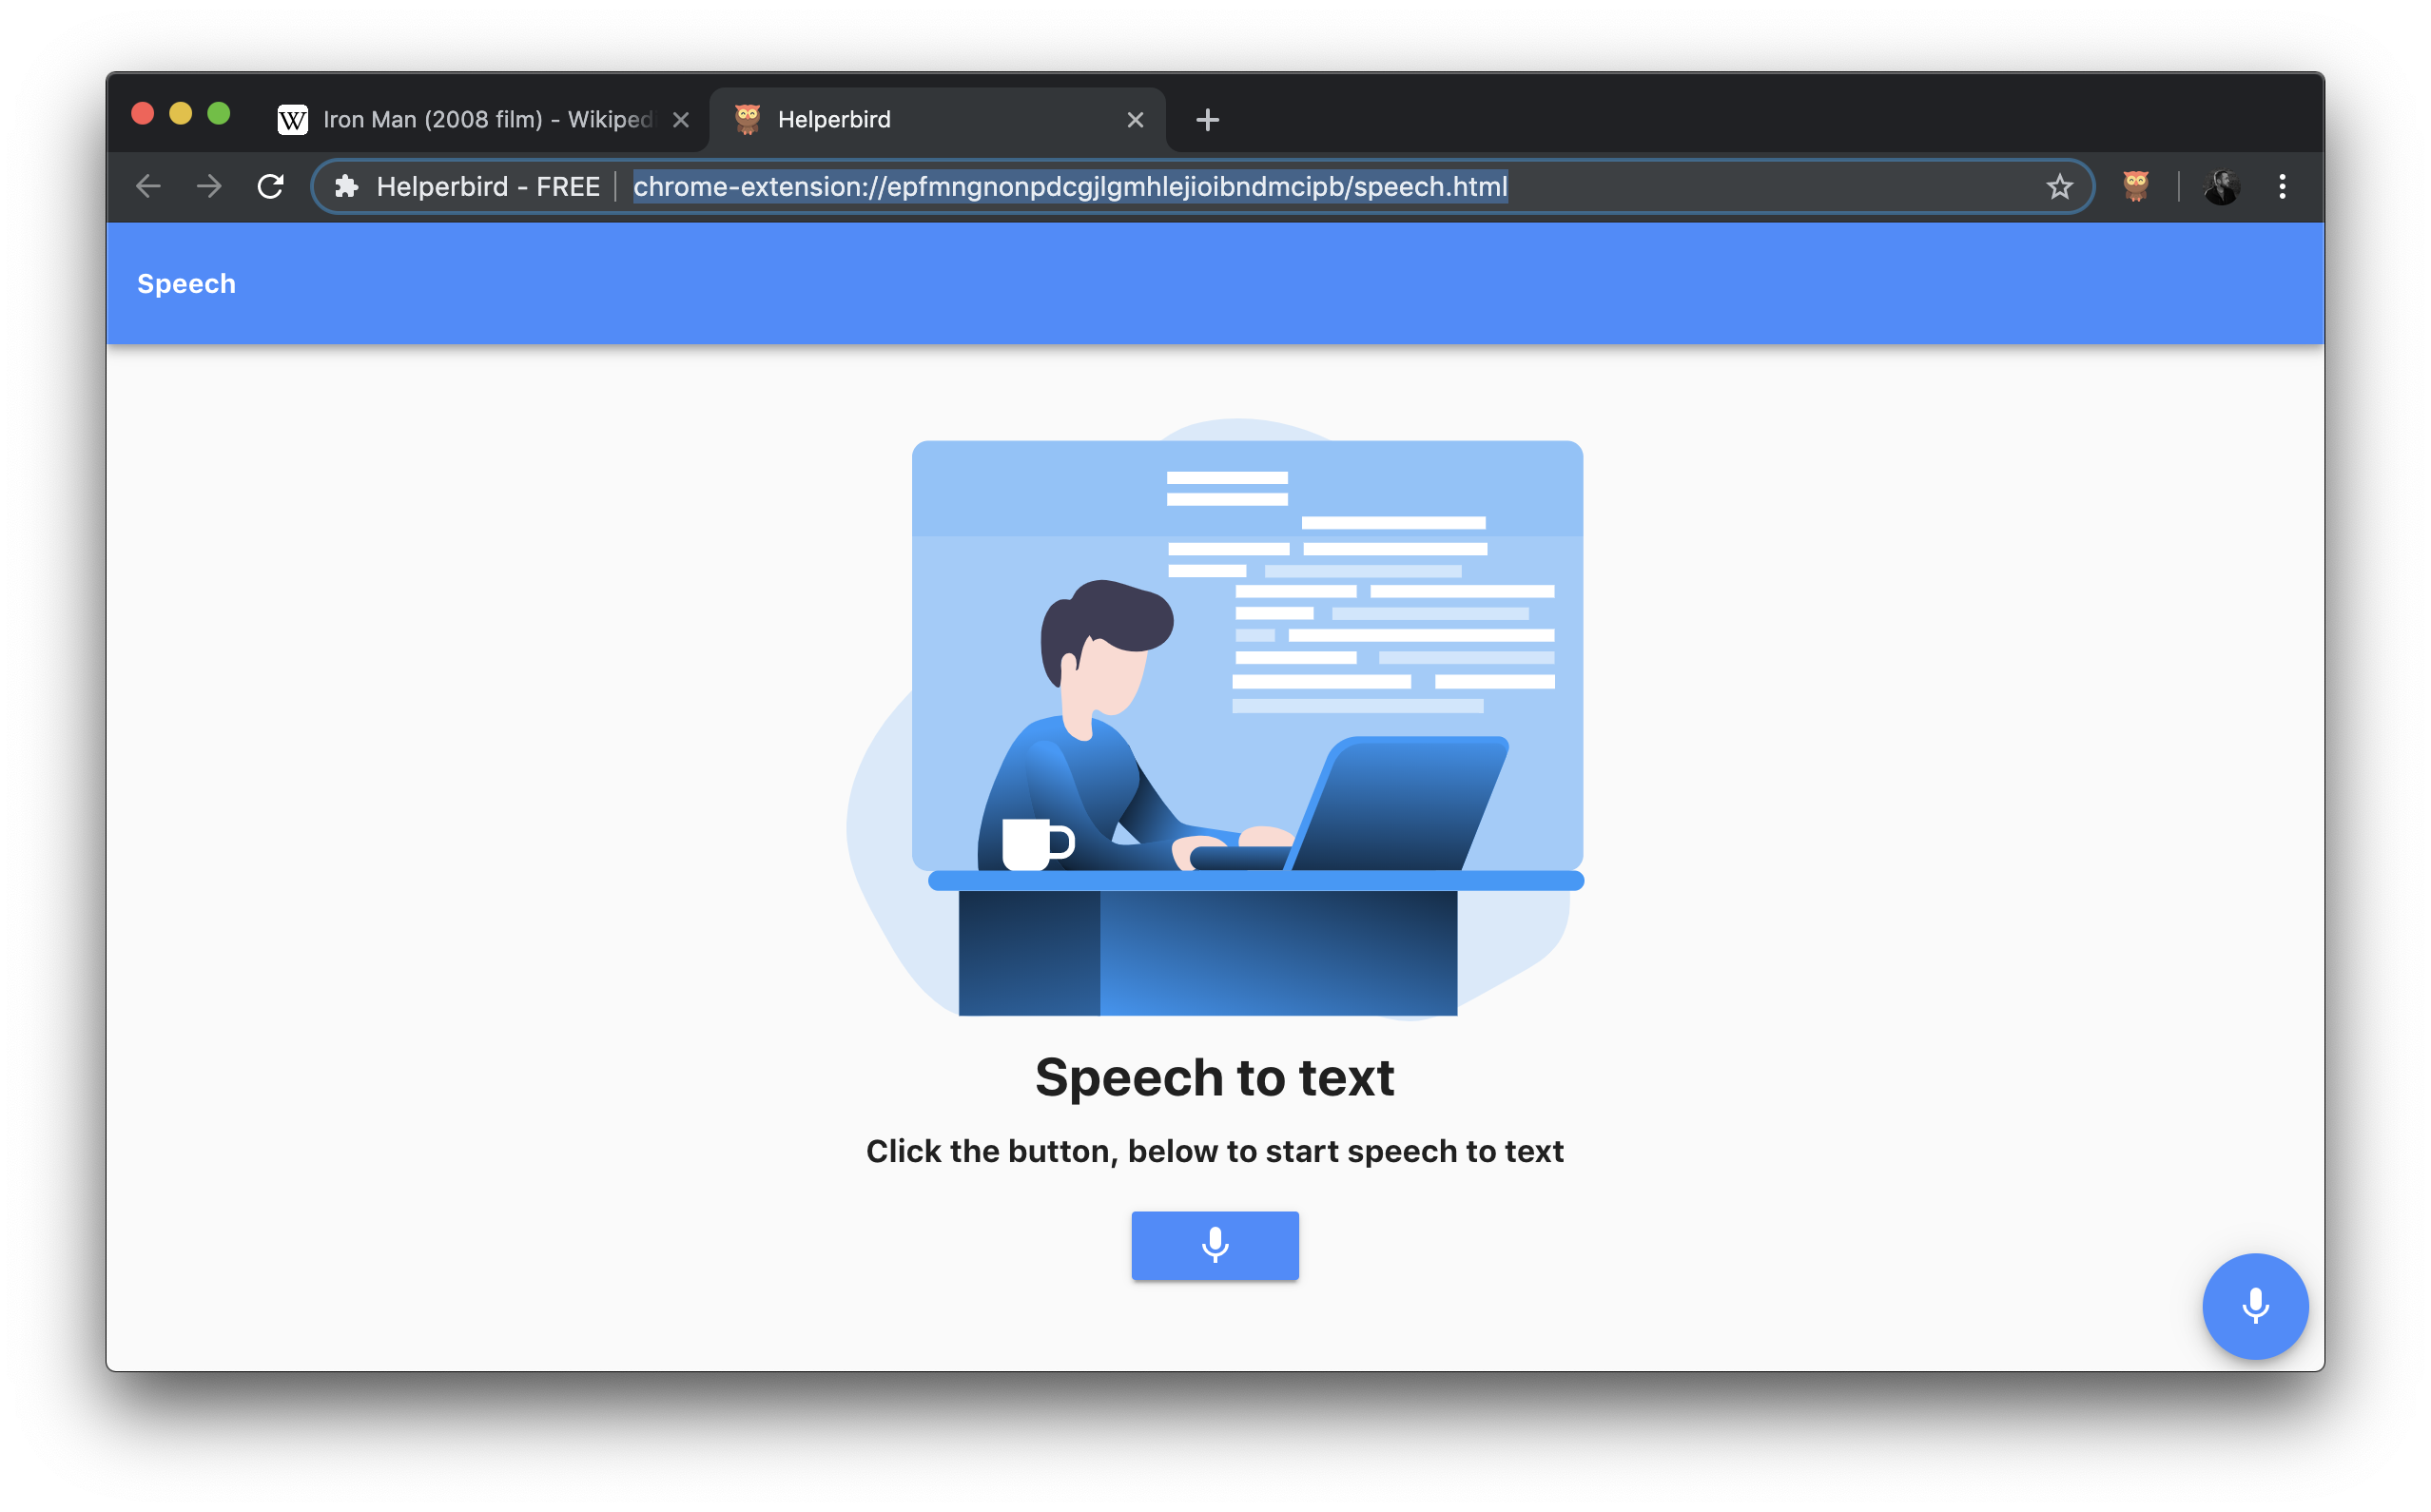 Iron Man (2008 film) - Wikiped
Helperbird
Helperbird - FREE
chrome-extension://epfmngnonpdcgjlgmhlejioibndmcipb/speech.html
Speech
Speech to text
Click the button, below to start speech to text